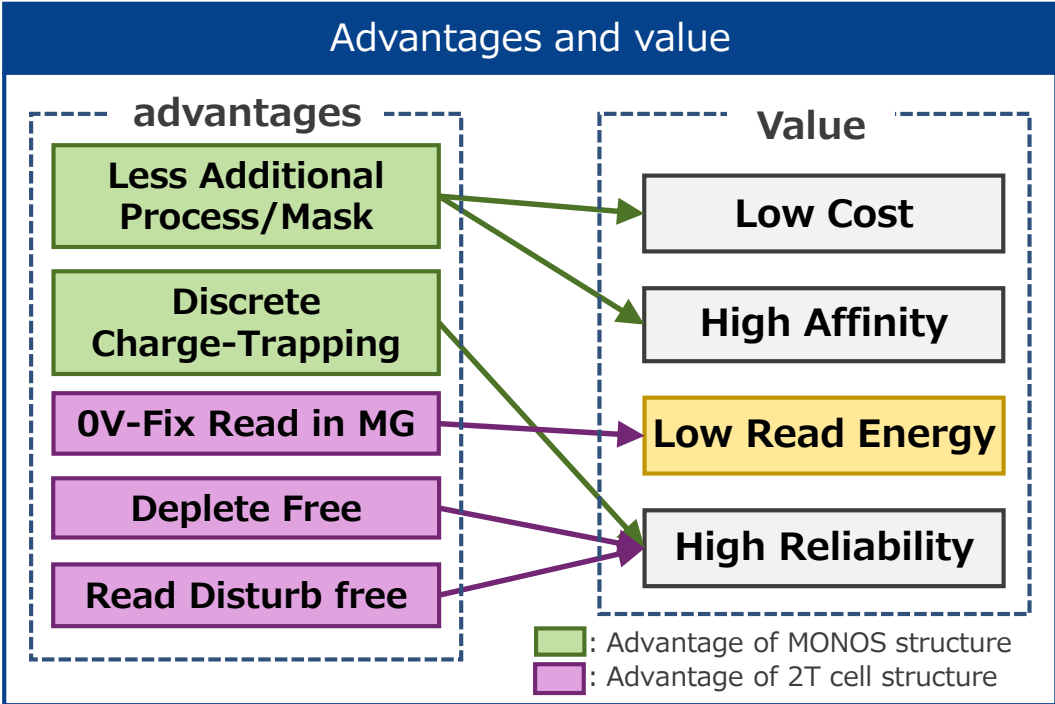 Advantages and value
advantages
Less Additional
Process/Mask
Discrete
Charge-Trapping
0V-Fix Read in MG
Deplete Free
Read Disturb free
Value
Low Cost
High Affinity
Low Read Energy
High Reliability
: Advantage of MONOS structure
: Advantage of 2T cell structure